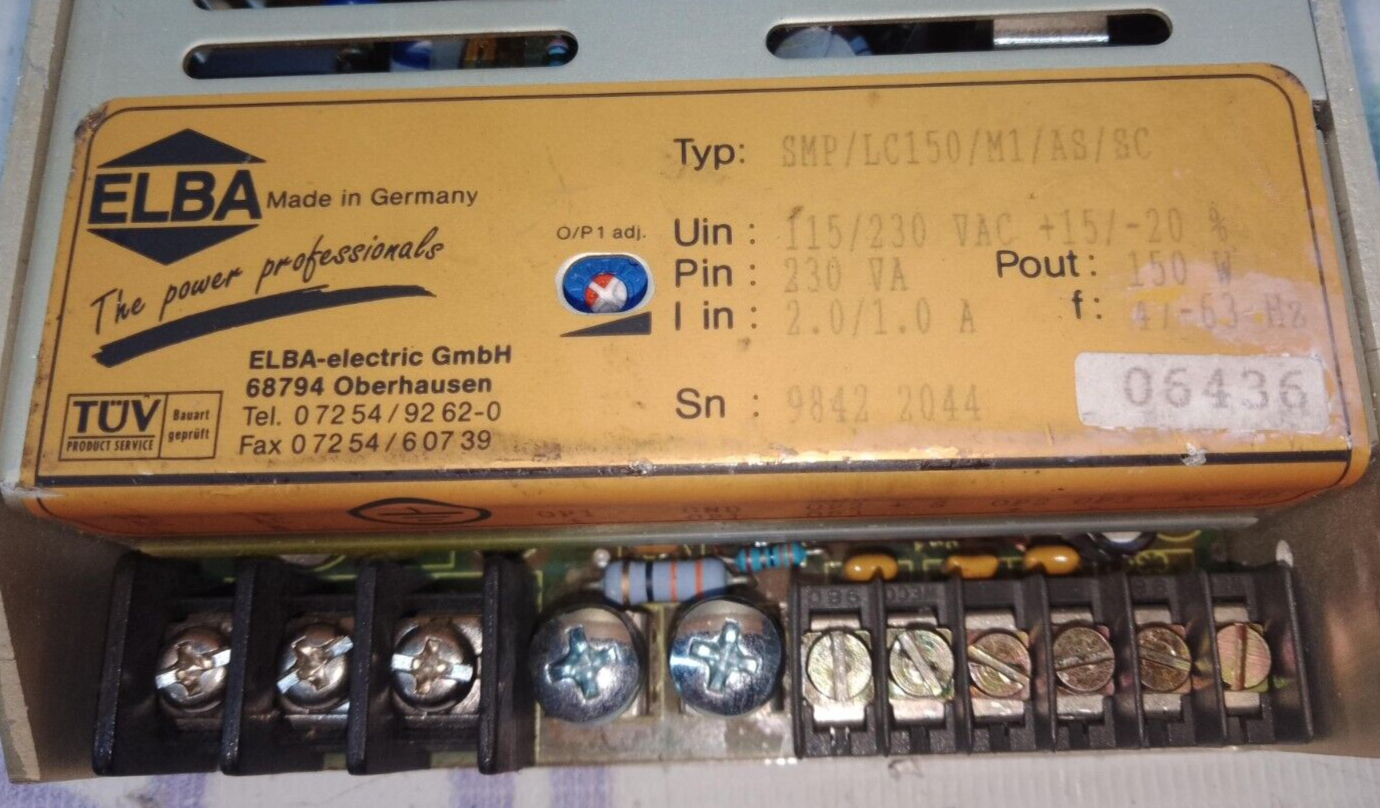 ELBA Made in Germany
The power professionals
ELBA-electric GmbH
68794 Oberhausen
Tel. 0 72 54 / 92 62-0
Fax 0 72 54 / 6 07 39
TÜV
PRODUCT SERVICE
Bauart
geprüft
O/P1 adj.
Typ: SMP/LC150/M1/AS/SC
Uin : 115/230 VAC +15/-20 %
Pin : 230 VA Pout : 150 W
I in : 2.0/1.0 A f : 47-63-Hz
Sn : 9842 2044
06436
OP1 GND